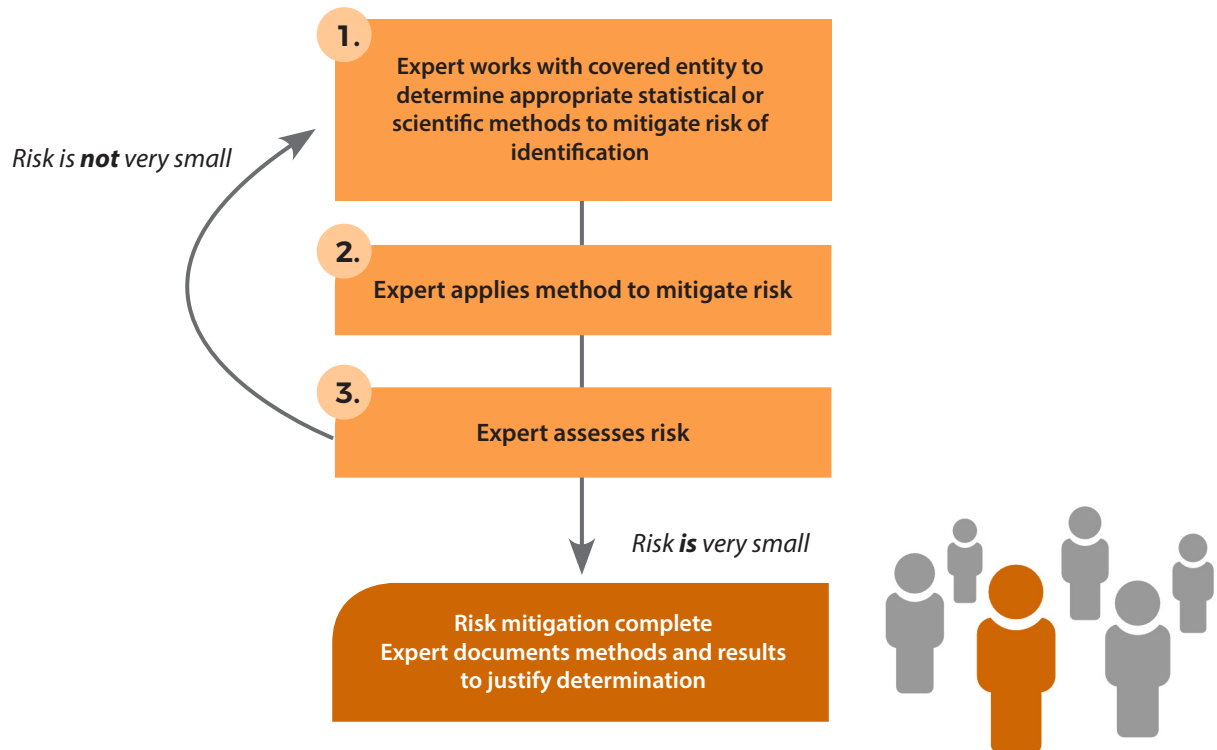 1.
Expert works with covered entity to
determine appropriate statistical or
scientific methods to mitigate risk of
identification
Risk is not very small
2.
Expert applies method to mitigate risk
3.
Expert assesses risk
Risk is very small
Risk mitigation complete
Expert documents methods and results
to justify determination